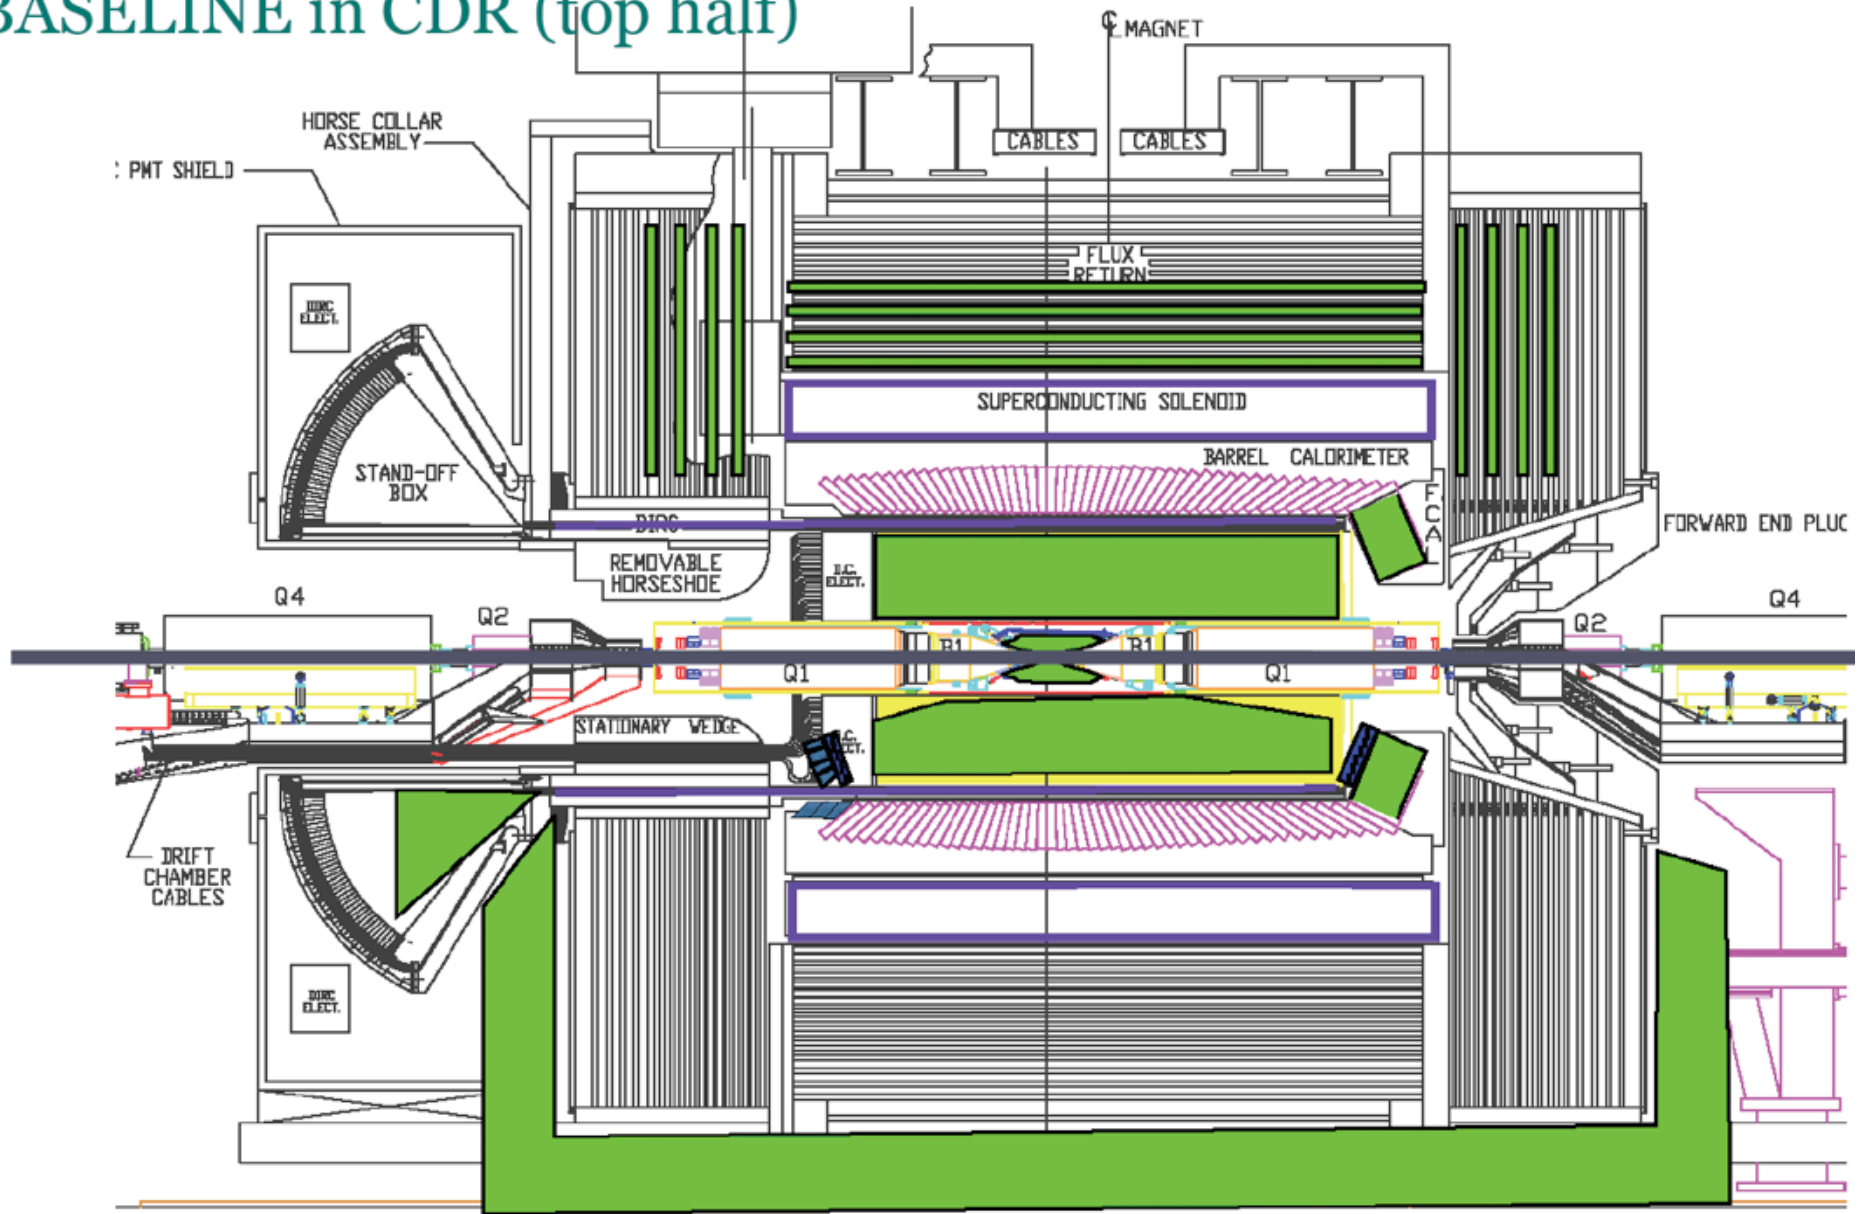 BASELINE in CDR (top half)
℄ MAGNET
HORSE COLLAR
ASSEMBLY
CABLES
CABLES
: PMT SHIELD
FLUX
RETURN
DIRC
ELECT.
SUPERCONDUCTING SOLENOID
BARREL CALORIMETER
STAND-OFF
BOX
F.
C
A
L
DIRC
FORWARD END PLUG
REMOVABLE
HORSESHOE
D.C.
ELECT.
Q4
Q2
Q2
Q4
B1
B1
Q1
Q1
STATIONARY WEDGE
DRIFT
CHAMBER
CABLES
DIRC
ELECT.